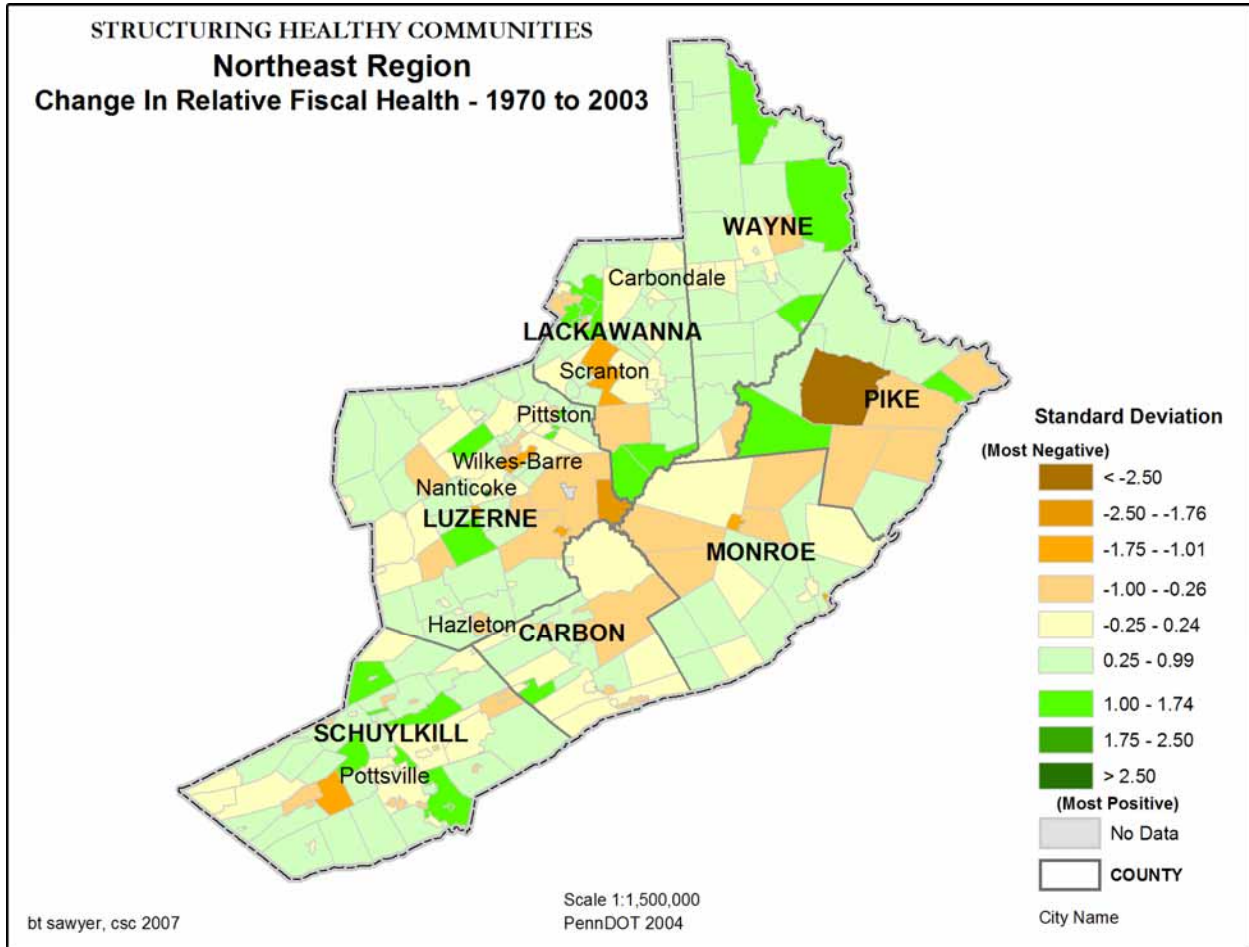 STRUCTURING HEALTHY COMMUNITIES
Northeast Region
Change In Relative Fiscal Health - 1970 to 2003
WAYNE
Carbondale
LACKAWANNA
Scranton
PIKE
Pittston
Wilkes-Barre
Nanticoke
LUZERNE
MONROE
Hazleton
CARBON
SCHUYLKILL
Pottsville
Standard Deviation
(Most Negative)
< -2.50
-2.50 - -1.76
-1.75 - -1.01
-1.00 - -0.26
-0.25 - 0.24
0.25 - 0.99
1.00 - 1.74
1.75 - 2.50
> 2.50
(Most Positive)
No Data
COUNTY
City Name
Scale 1:1,500,000
PennDOT 2004
bt sawyer, csc 2007